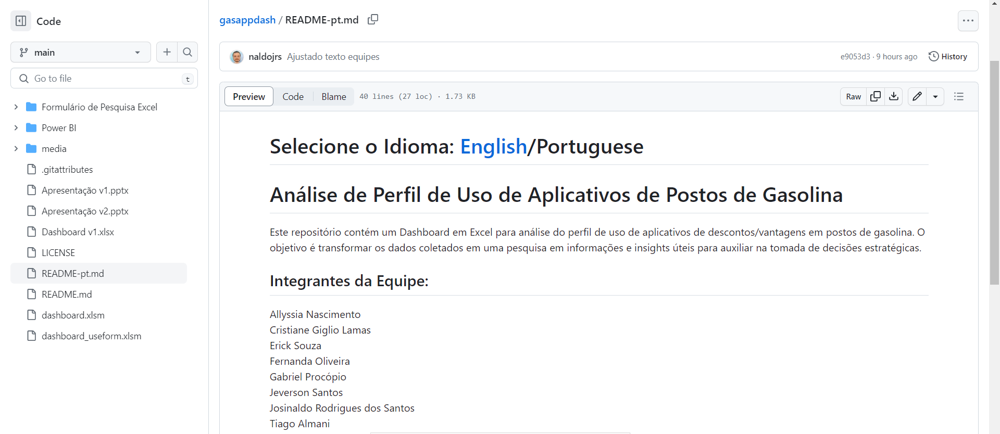 Code
main
Go to file
t
Formulário de Pesquisa Excel
Power BI
media
.gitattributes
Apresentação v1.pptx
Apresentação v2.pptx
Dashboard v1.xlsx
LICENSE
README-pt.md
README.md
dashboard.xlsm
dashboard_useform.xlsm
gasappdash / README-pt.md
naldojrs Ajustado texto equipes
e9053d3 · 9 hours ago
History
Preview Code Blame 40 lines (27 loc) · 1.73 KB
Raw
Selecione o Idioma: English/Portuguese
Análise de Perfil de Uso de Aplicativos de Postos de Gasolina
Este repositório contém um Dashboard em Excel para análise do perfil de uso de aplicativos de descontos/vantagens em postos de gasolina. O
objetivo é transformar os dados coletados em uma pesquisa em informações e insights úteis para auxiliar na tomada de decisões estratégicas.
Integrantes da Equipe:
Allyssia Nascimento
Cristiane Giglio Lamas
Erick Souza
Fernanda Oliveira
Gabriel Procópio
Jeverson Santos
Josinaldo Rodrigues dos Santos
Tiago Almani